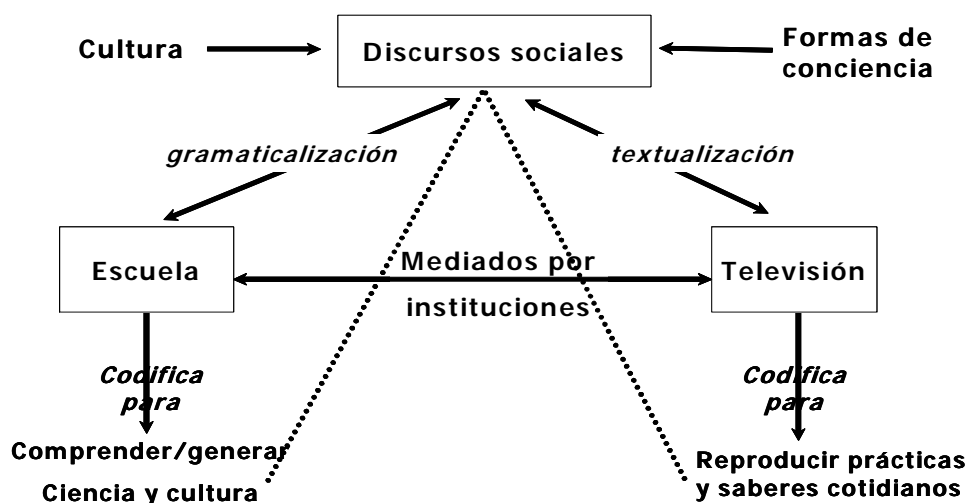 Cultura
Discursos sociales
Formas de
conciencia
gramaticalización
textualización
Escuela
Mediados por
instituciones
Televisión
Codifica
para
Codifica
para
Comprender/generar
Ciencia y cultura
Reproducir prácticas
y saberes cotidianos